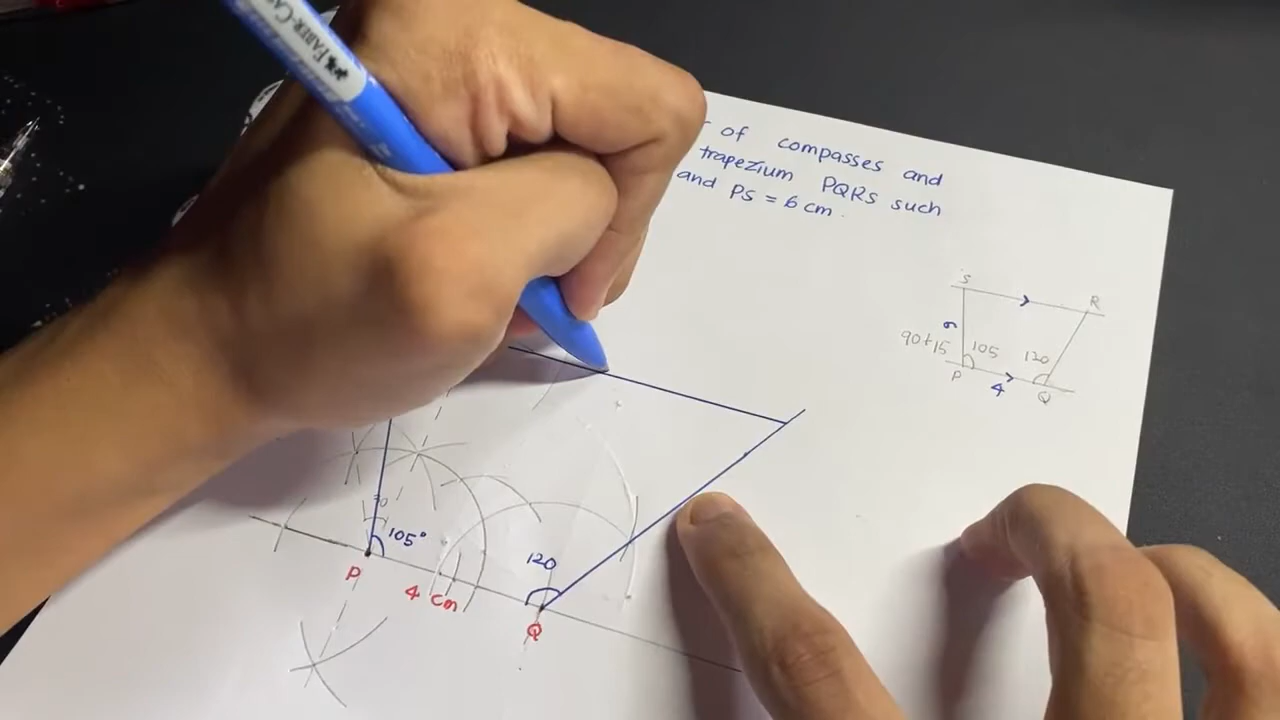 FABER-CAS
of compasses and
trapezium PQRS such
and PS = 6 cm.
S
R
6
90+15 105 120
P 4 Q
105°
P
4 cm
120
Q